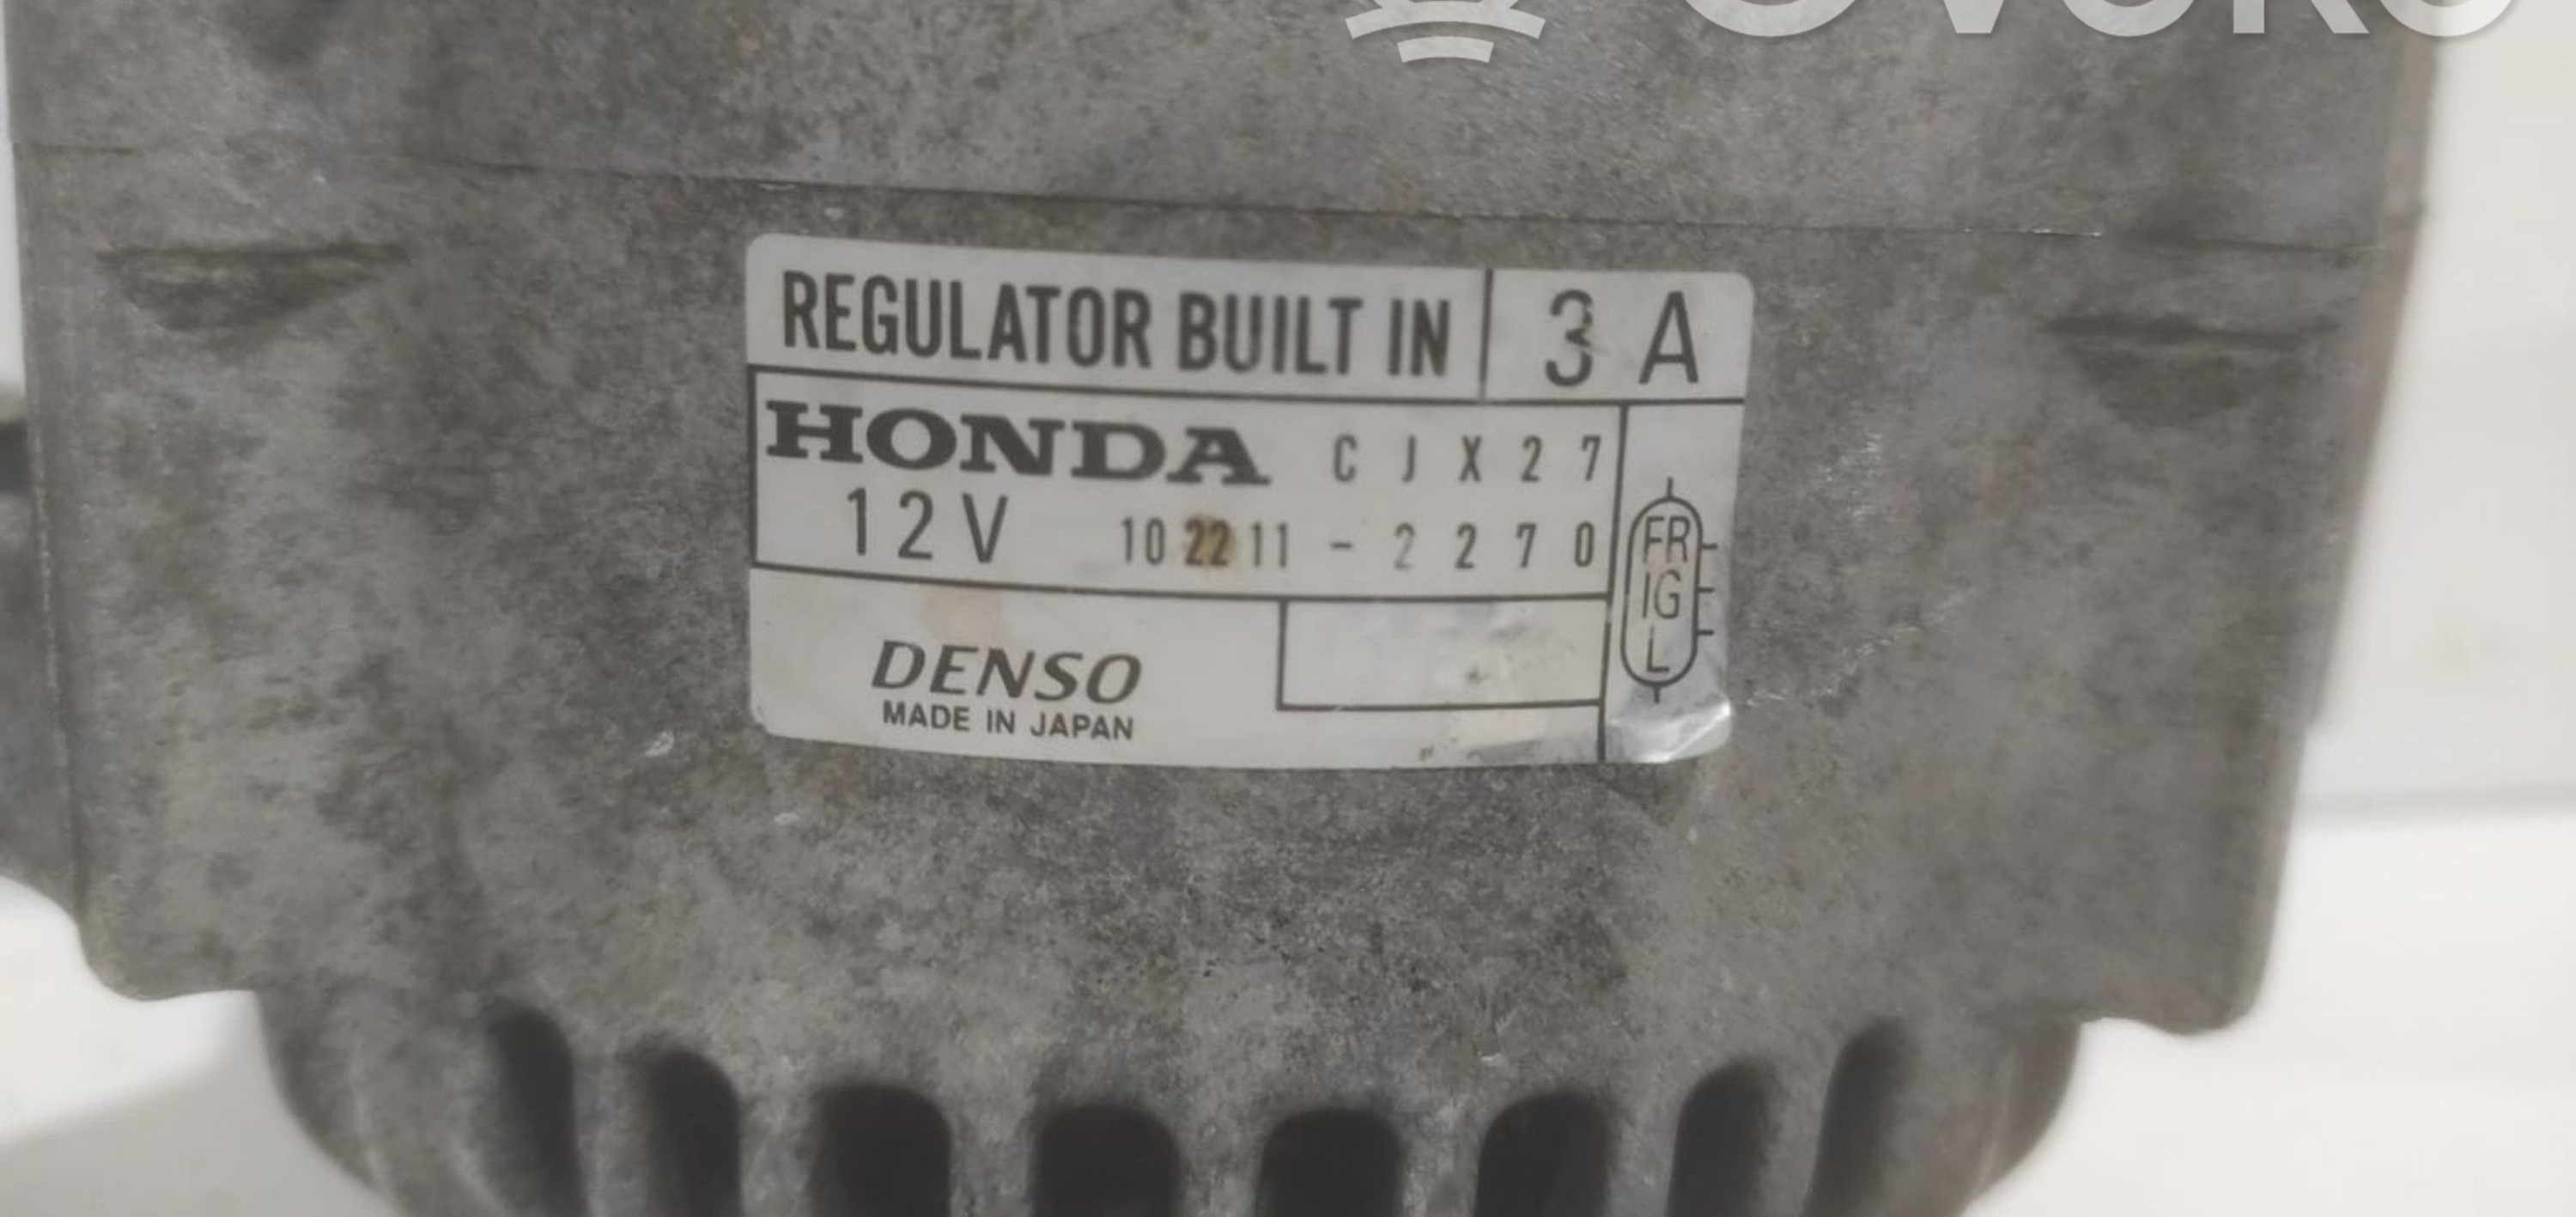 REGULATOR BUILT IN 3 A
HONDA CJX27
12V 102211-2270
FR
IG
L
DENSO
MADE IN JAPAN